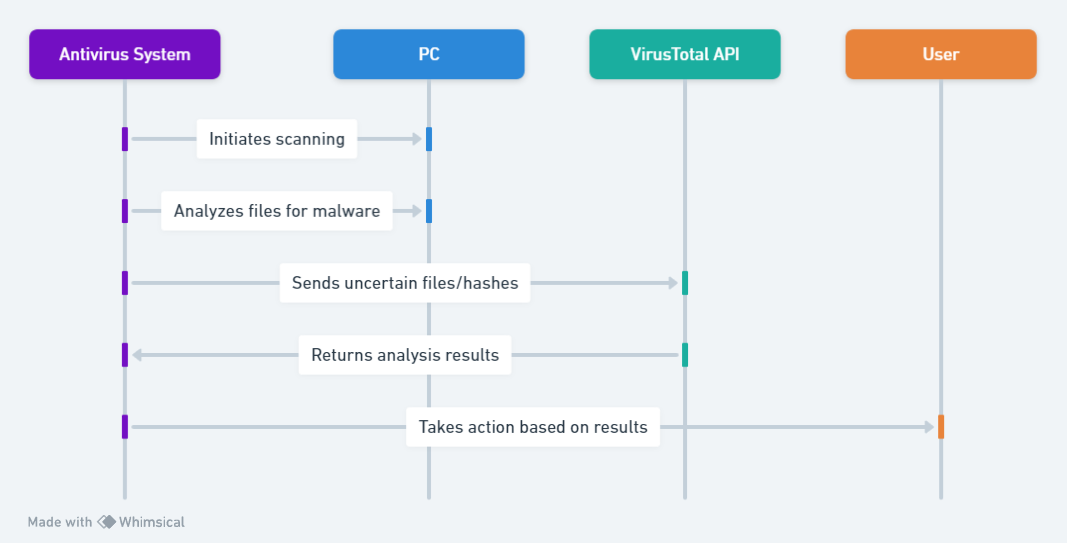 Antivirus System
PC
VirusTotal API
User
Initiates scanning
Analyzes files for malware
Sends uncertain files/hashes
Returns analysis results
Takes action based on results
Made with Whimsical